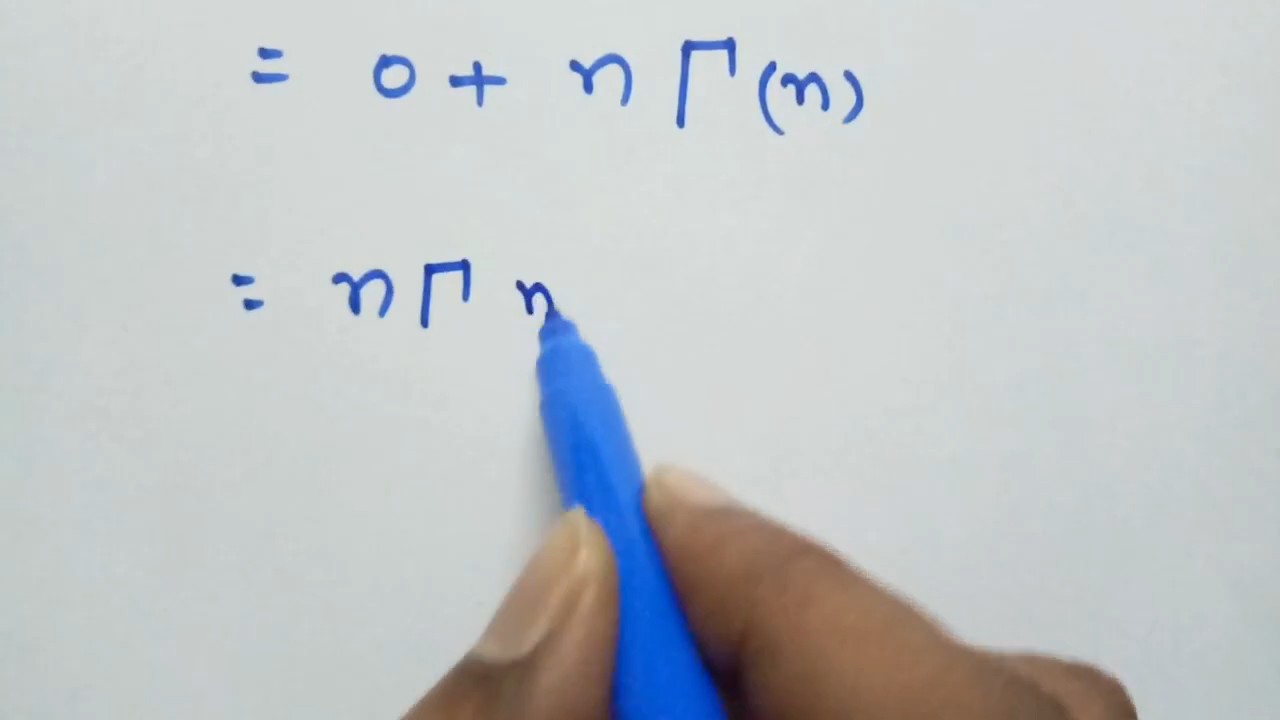 = 0 + n Γ(n)
= n Γ n